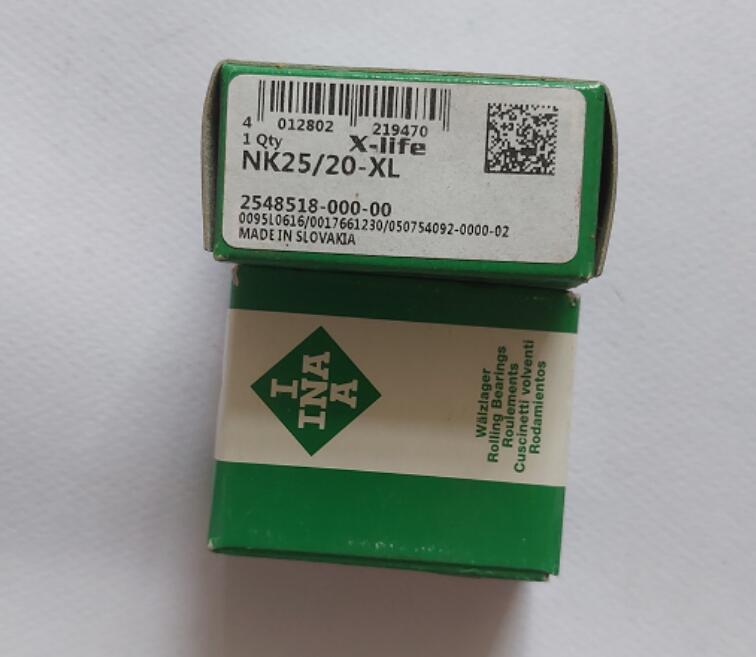 4 012802 219470
1 Qty X-life
NK25/20-XL
2548518-000-00
0095L0616/0017661230/050754092-0000-02
MADE IN SLOVAKIA
I
INA
A
Wälzlager
Rolling Bearings
Roulements
Cuscinetti volventi
Rodamientos